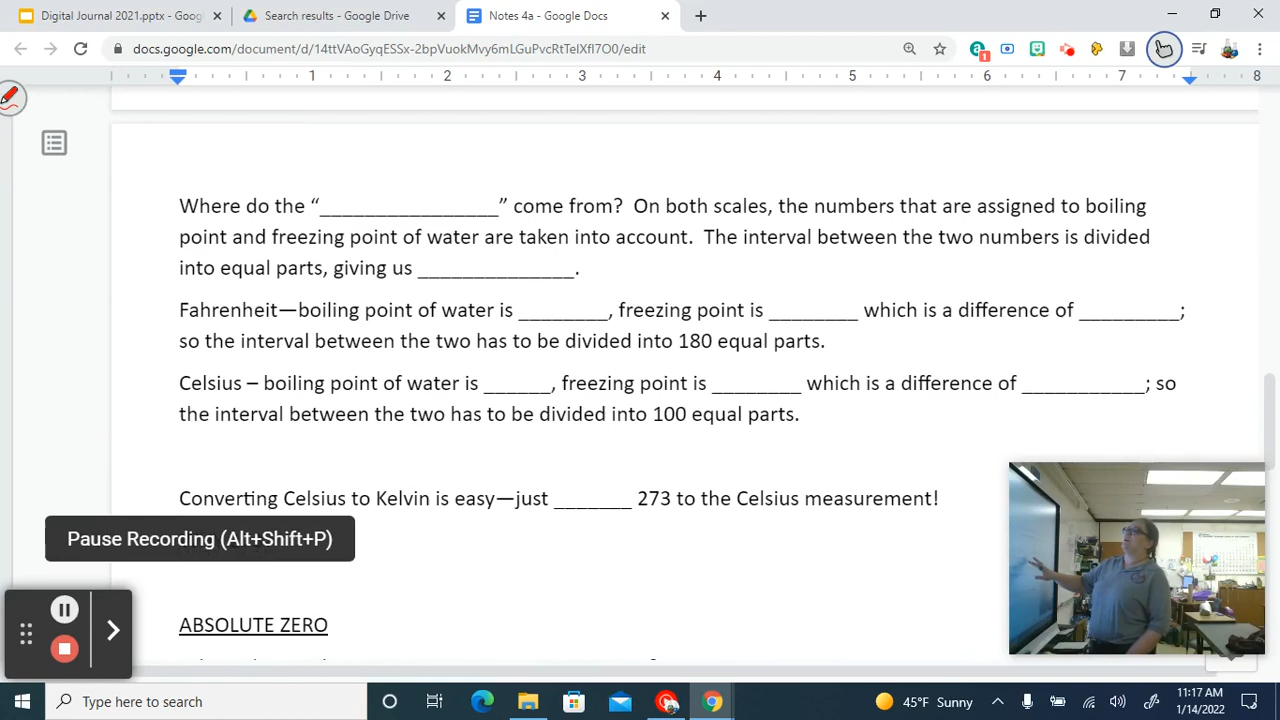 Digital Journal 2021.pptx - Goog
Search results - Google Drive
Notes 4a - Google Docs
docs.google.com/document/d/14ttVAoGyqESSx-2bpVuokMvy6mLGuPvcRtTeIXfI7O0/edit
1 2 3 4 5 6 7 8
Where do the “________________” come from? On both scales, the numbers that are assigned to boiling
point and freezing point of water are taken into account. The interval between the two numbers is divided
into equal parts, giving us ______________.
Fahrenheit—boiling point of water is ________, freezing point is ________ which is a difference of _________;
so the interval between the two has to be divided into 180 equal parts.
Celsius – boiling point of water is ______, freezing point is ________ which is a difference of ___________; so
the interval between the two has to be divided into 100 equal parts.
Converting Celsius to Kelvin is easy—just _______ 273 to the Celsius measurement!
Pause Recording (Alt+Shift+P)
ABSOLUTE ZERO
Type here to search
45°F Sunny
11:17 AM
1/14/2022